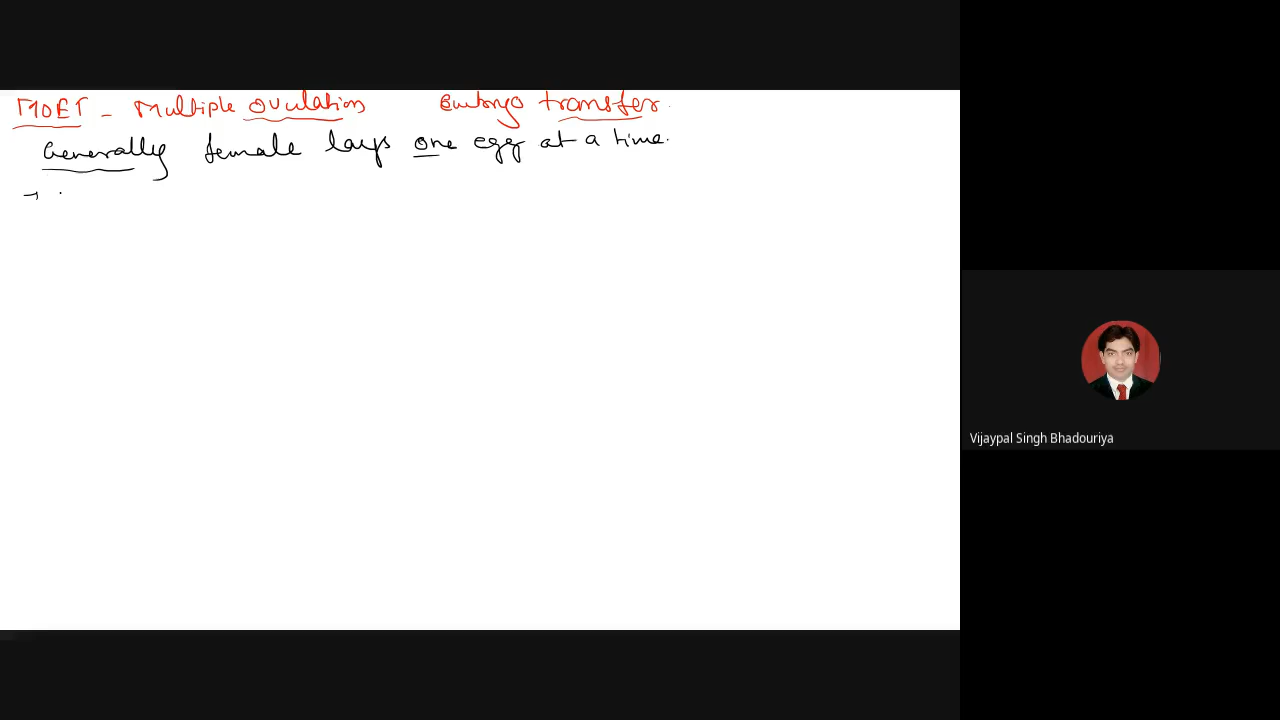 MOET - Multiple Ovulation Embryo transfer.
Generally female lays one egg at a time.
→
Vijaypal Singh Bhadouriya